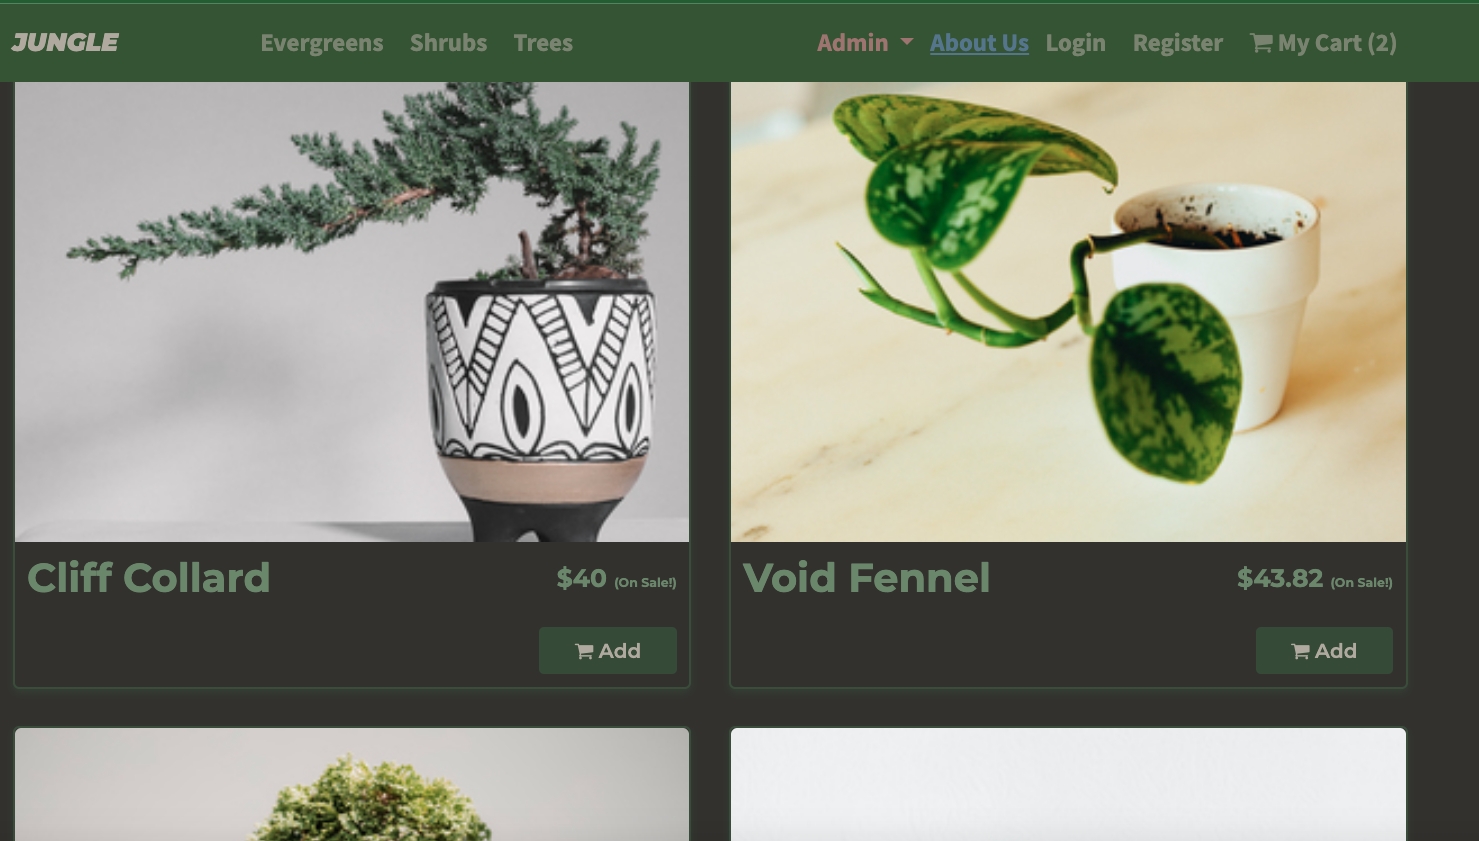 JUNGLE Evergreens Shrubs Trees Admin About Us Login Register My Cart (2)
Cliff Collard $40 (On Sale!)
Add
Void Fennel $43.82 (On Sale!)
Add